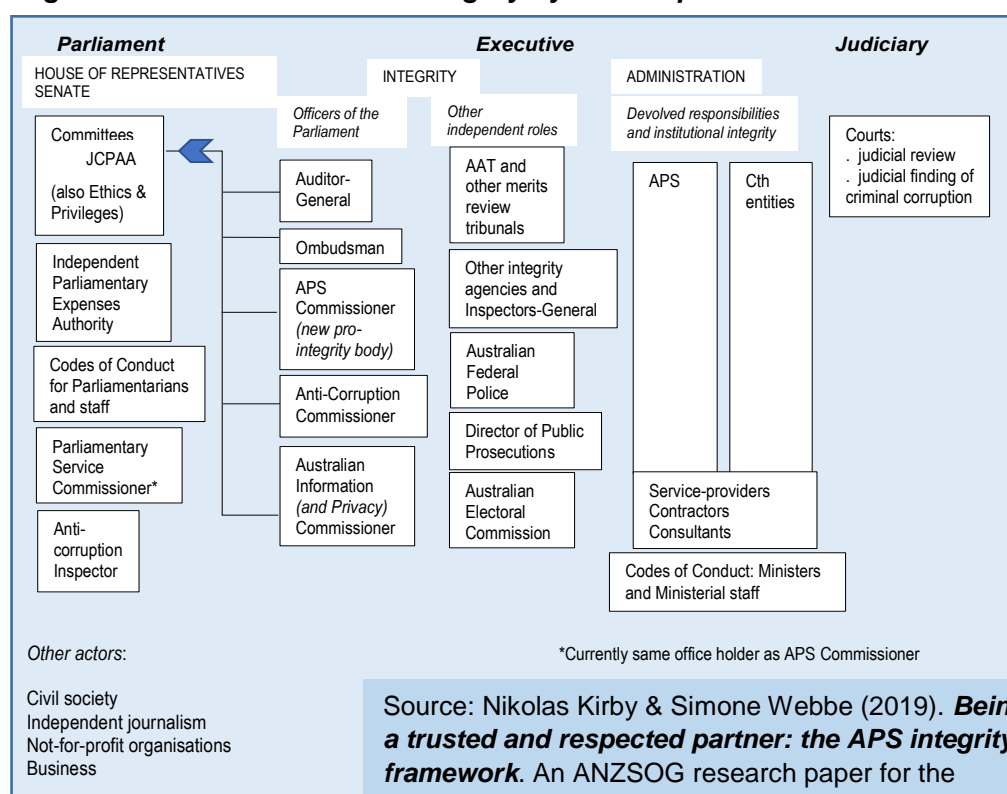 Parliament
Executive
Judiciary
HOUSE OF REPRESENTATIVES
SENATE
INTEGRITY
ADMINISTRATION
Officers of the
Parliament
Other
independent roles
Devolved responsibilities
and institutional integrity
Committees
JCPAA
(also Ethics &
Privileges)
Independent
Parliamentary
Expenses
Authority
Codes of Conduct
for Parliamentarians
and staff
Parliamentary
Service
Commissioner*
Anti-
corruption
Inspector
Auditor-
General
Ombudsman
APS
Commissioner
(new pro-
integrity body)
Anti-Corruption
Commissioner
Australian
Information
(and Privacy)
Commissioner
AAT and
other merits
review
tribunals
Other integrity
agencies and
Inspectors-General
Australian
Federal
Police
Director of Public
Prosecutions
Australian
Electoral
Commission
APS
Cth
entities
Service-providers
Contractors
Consultants
Codes of Conduct: Ministers
and Ministerial staff
Courts:
. judicial review
. judicial finding of
criminal corruption
Other actors:
*Currently same office holder as APS Commissioner
Civil society
Independent journalism
Not-for-profit organisations
Business
Source: Nikolas Kirby & Simone Webbe (2019). Bein
a trusted and respected partner: the APS integrity
framework. An ANZSOG research paper for the